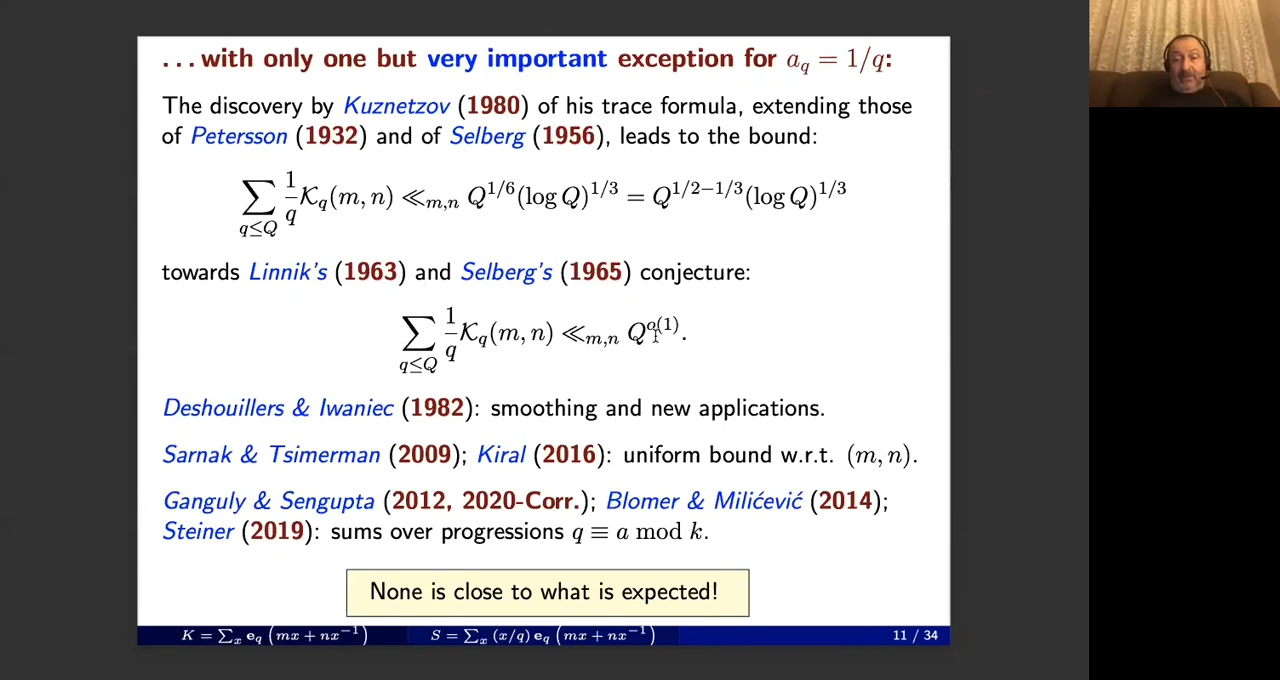 . . . with only one but very important exception for a_q = 1/q:
The discovery by Kuznetzov (1980) of his trace formula, extending those
of Petersson (1932) and of Selberg (1956), leads to the bound:
∑_{q≤Q} 1/q 𝒦_q(m, n) ≪_{m,n} Q^{1/6}(log Q)^{1/3} = Q^{1/2−1/3}(log Q)^{1/3}
towards Linnik's (1963) and Selberg's (1965) conjecture:
∑_{q≤Q} 1/q 𝒦_q(m, n) ≪_{m,n} Q^{o(1)}.
Deshouillers & Iwaniec (1982): smoothing and new applications.
Sarnak & Tsimerman (2009); Kiral (2016): uniform bound w.r.t. (m, n).
Ganguly & Sengupta (2012, 2020-Corr.); Blomer & Milićević (2014);
Steiner (2019): sums over progressions q ≡ a mod k.
None is close to what is expected!
K = ∑_x e_q (mx + nx^{−1}) S = ∑_x (x/q) e_q (mx + nx^{−1}) 11 / 34